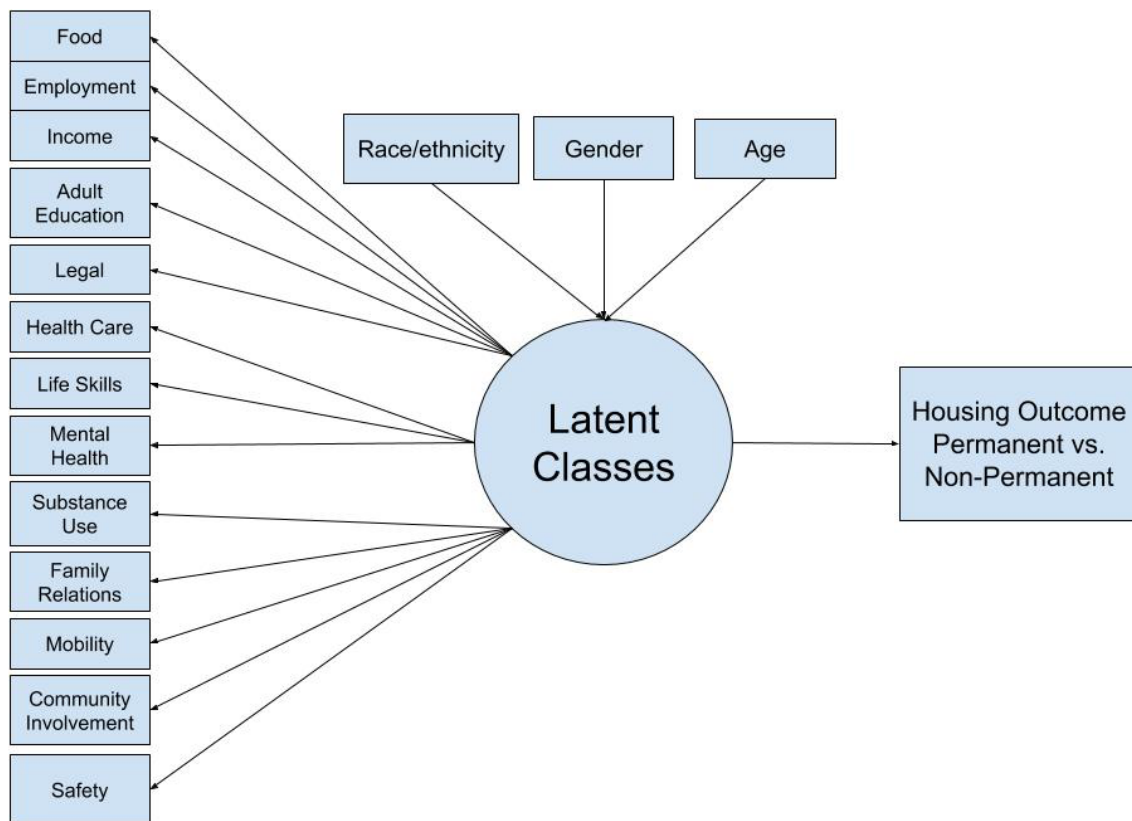 Food
Employment
Income
Adult
Education
Legal
Health Care
Life Skills
Mental
Health
Substance
Use
Family
Relations
Mobility
Community
Involvement
Safety
Race/ethnicity
Gender
Age
Latent
Classes
Housing Outcome
Permanent vs.
Non-Permanent